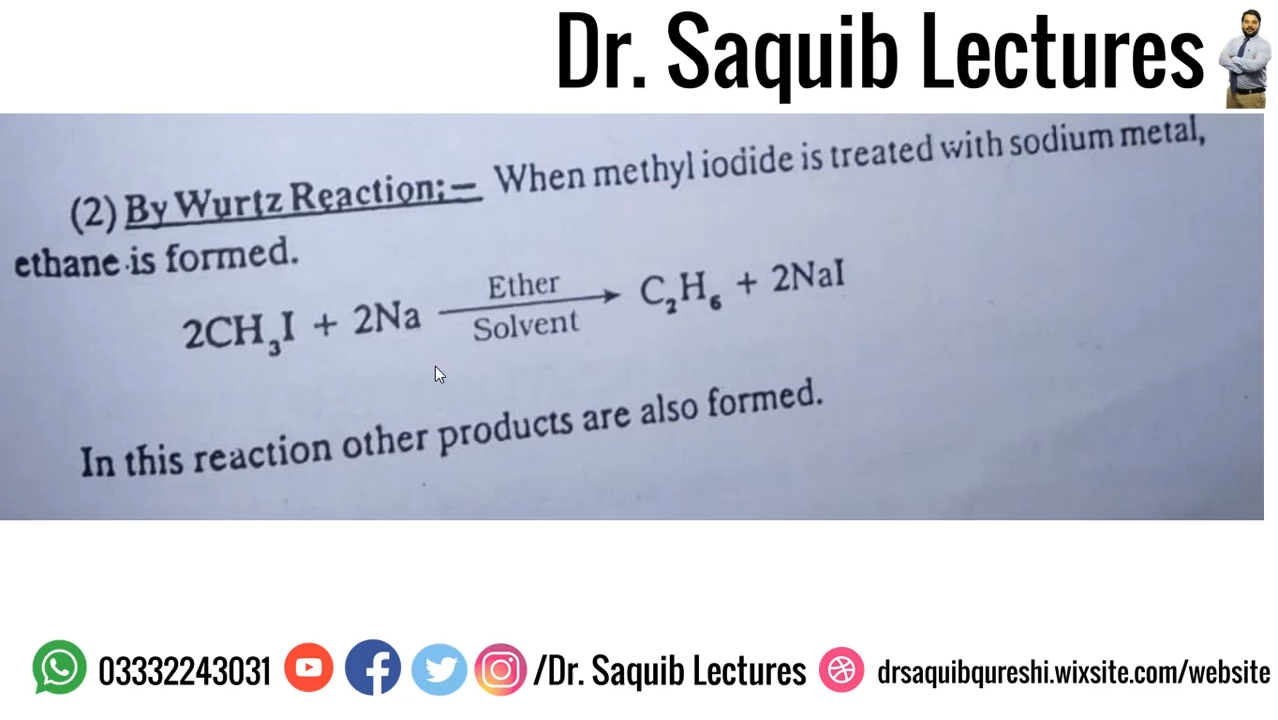 Dr. Saquib Lectures
(2) By Wurtz Reaction:— When methyl iodide is treated with sodium metal,
ethane is formed.
2CH₃I + 2Na —Ether/Solvent→ C₂H₆ + 2NaI
In this reaction other products are also formed.
03332243031 /Dr. Saquib Lectures drsaquibqureshi.wixsite.com/website